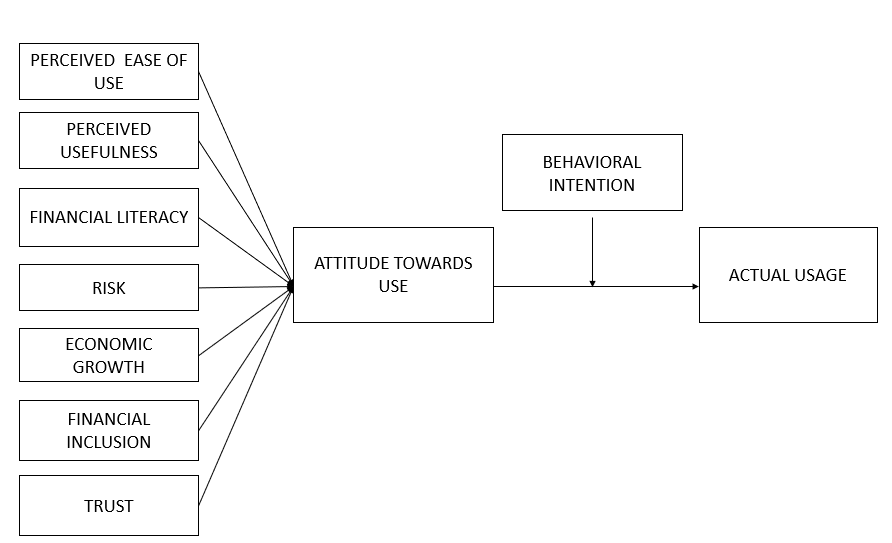 PERCEIVED  EASE OF
USE
PERCEIVED
USEFULNESS
FINANCIAL LITERACY
RISK
ECONOMIC
GROWTH
FINANCIAL
INCLUSION
TRUST
ATTITUDE TOWARDS
USE
BEHAVIORAL
INTENTION
ACTUAL USAGE